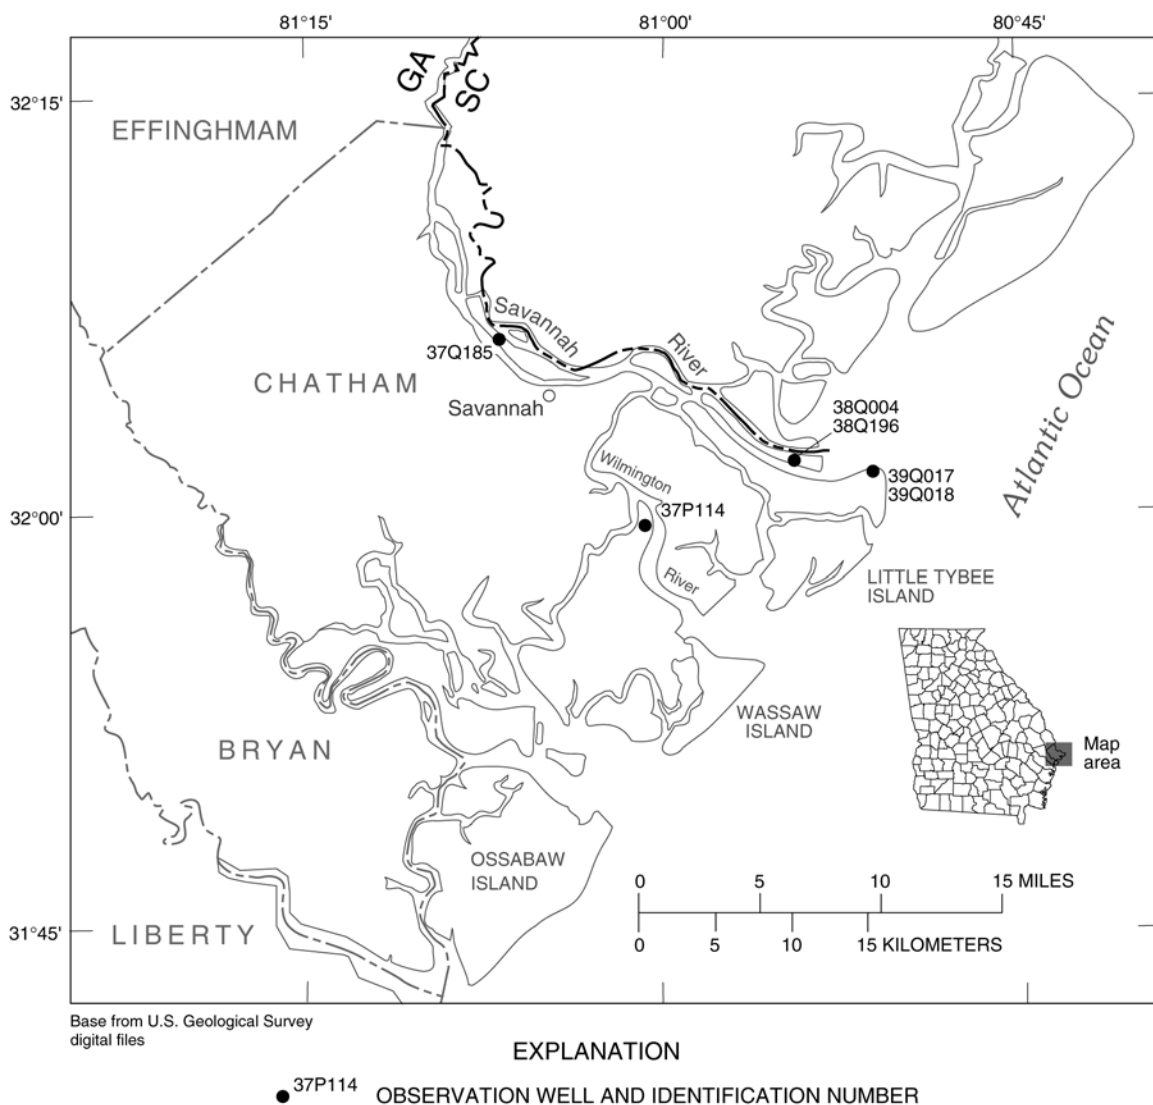 81°15'
81°00'
80°45'
32°15'
GA
SC
EFFINGHMAM
Savannah
River
37Q185
CHATHAM
Savannah
38Q004
38Q196
Atlantic Ocean
39Q017
39Q018
Wilmington
37P114
32°00'
River
LITTLE TYBEE
ISLAND
WASSAW
ISLAND
BRYAN
Map
area
OSSABAW
ISLAND
0 5 10 15 MILES
0 5 10 15 KILOMETERS
31°45'
LIBERTY
Base from U.S. Geological Survey
digital files
EXPLANATION
37P114 OBSERVATION WELL AND IDENTIFICATION NUMBER